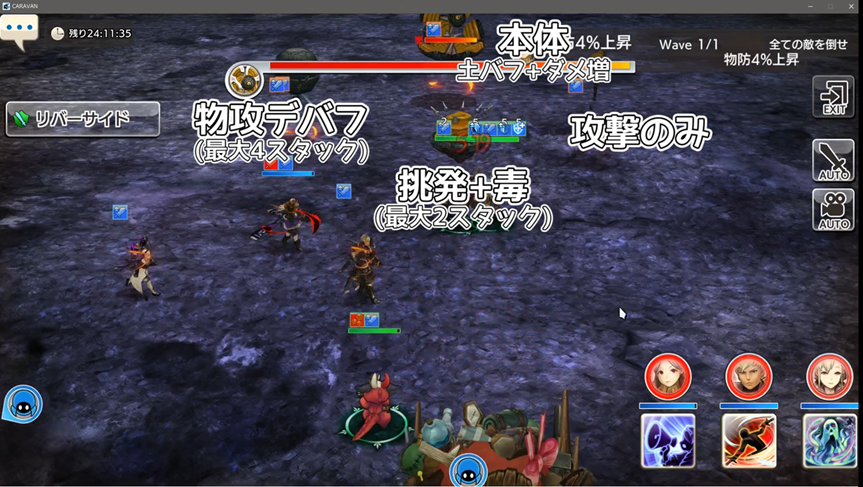 CARAVAN
残り24:11:35
本体
4%上昇
Wave 1/1
全ての敵を倒せ
物防4%上昇
土バフ+ダメ増
EXIT
リバーサイド
物攻デバフ
(最大4スタック)
攻撃のみ
挑発+毒
(最大2スタック)
AUTO
AUTO